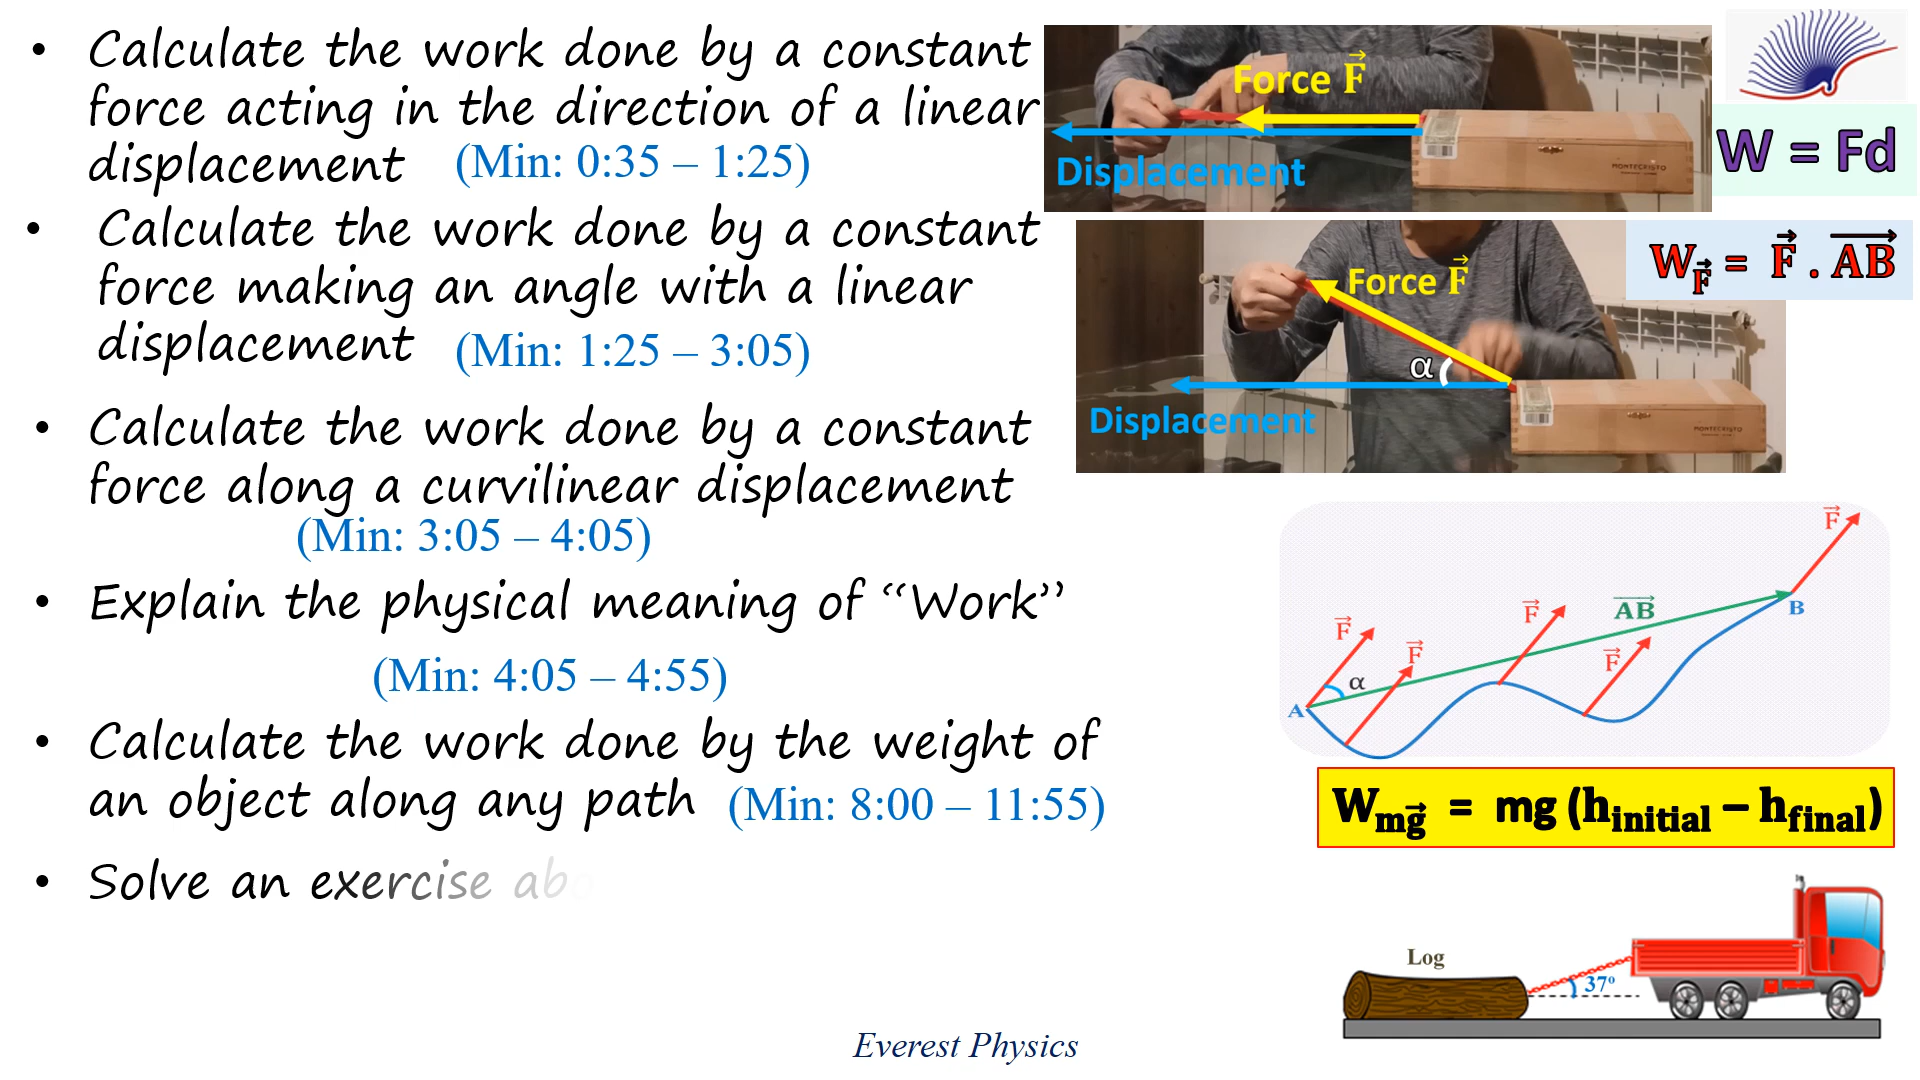 • Calculate the work done by a constant
force acting in the direction of a linear
displacement (Min: 0:35 – 1:25)
• Calculate the work done by a constant
force making an angle with a linear
displacement (Min: 1:25 – 3:05)
• Calculate the work done by a constant
force along a curvilinear displacement
(Min: 3:05 – 4:05)
• Explain the physical meaning of “Work”
(Min: 4:05 – 4:55)
• Calculate the work done by the weight of
an object along any path (Min: 8:00 – 11:55)
• Solve an exercise ab
Force F⃗
Displacement
MONTECRISTO
W = Fd
W_F⃗ = F⃗ . A⃗B⃗
Force F⃗
α
Displacement
MONTECRISTO
F⃗
F⃗
F⃗
F⃗
F⃗
A⃗B⃗
A
α
B
W_mg⃗ = mg (h_initial – h_final)
Log
37°
Everest Physics